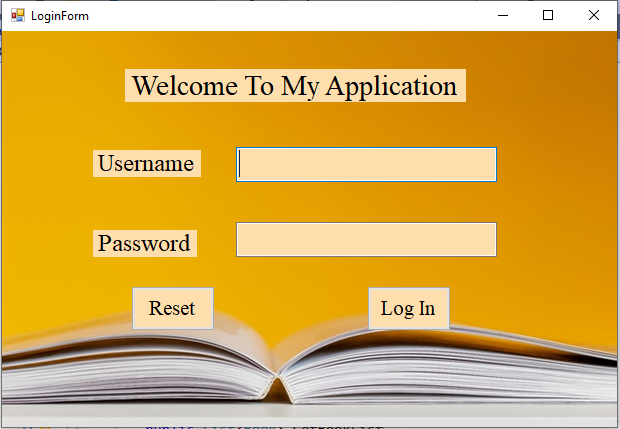 LoginForm
Welcome To My Application
Username
Password
Reset
Log In